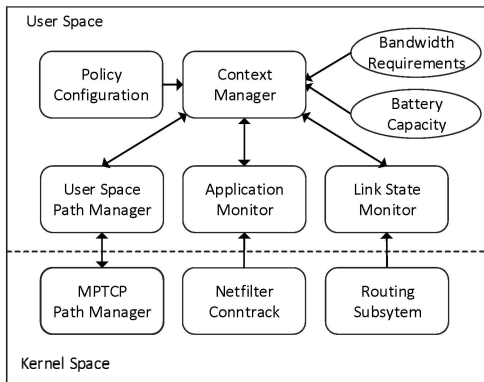 User Space
Policy
Configuration
Context
Manager
Bandwidth
Requirements
Battery
Capacity
User Space
Path Manager
Application
Monitor
Link State
Monitor
MPTCP
Path Manager
Netfilter
Conntrack
Routing
Subsytem
Kernel Space